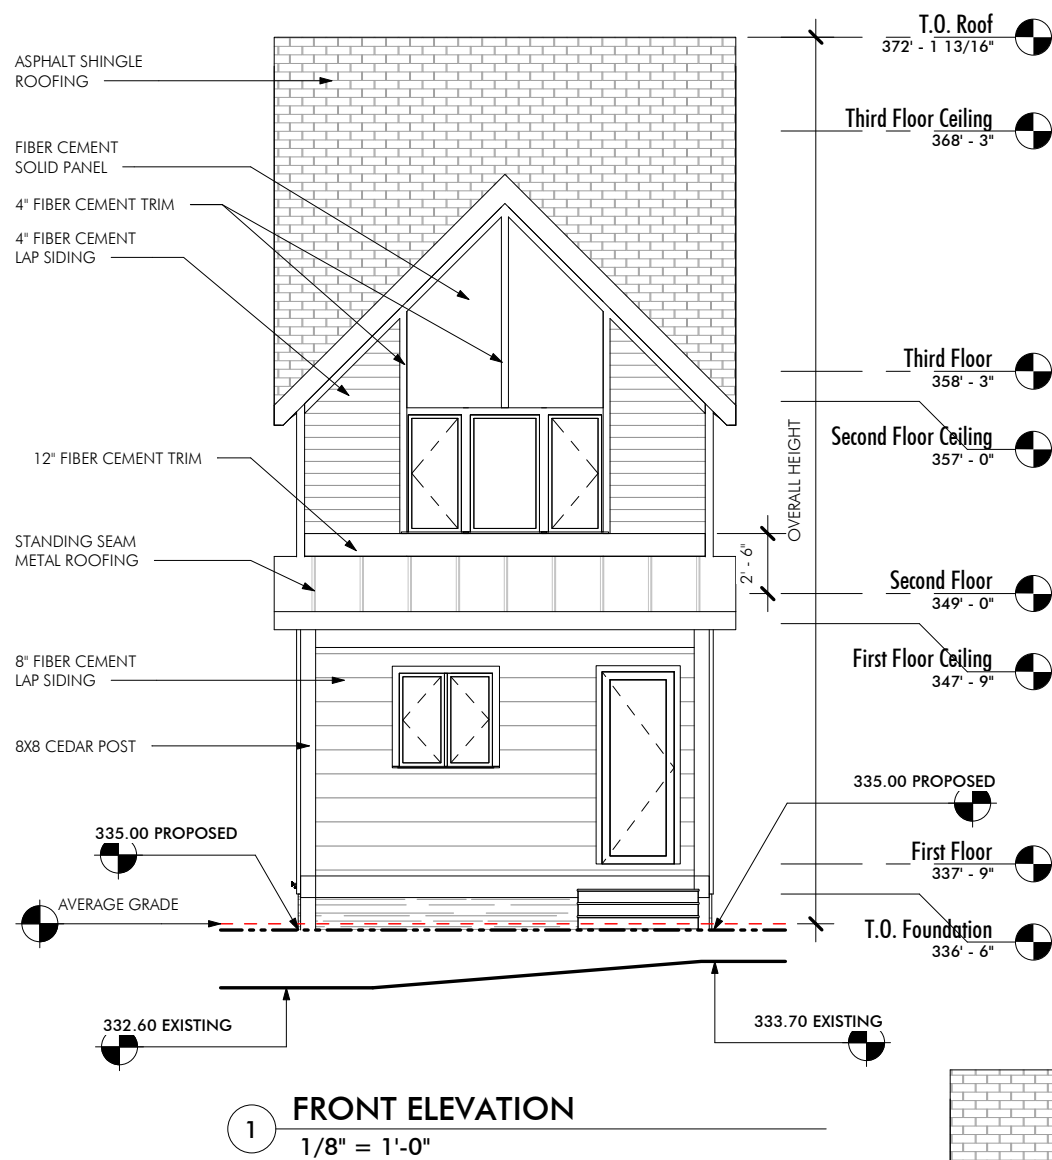 T.O. Roof
372' - 1 13/16"
ASPHALT SHINGLE
ROOFING
Third Floor Ceiling
368' - 3"
FIBER CEMENT
SOLID PANEL
4" FIBER CEMENT TRIM
4" FIBER CEMENT
LAP SIDING
Third Floor
358' - 3"
Second Floor Ceiling
357' - 0"
OVERALL HEIGHT
12" FIBER CEMENT TRIM
STANDING SEAM
METAL ROOFING
2' - 6"
Second Floor
349' - 0"
First Floor Ceiling
347' - 9"
8" FIBER CEMENT
LAP SIDING
8X8 CEDAR POST
335.00 PROPOSED
335.00 PROPOSED
First Floor
337' - 9"
AVERAGE GRADE
T.O. Foundation
336' - 6"
332.60 EXISTING
333.70 EXISTING
1
FRONT ELEVATION
1/8" = 1'-0"